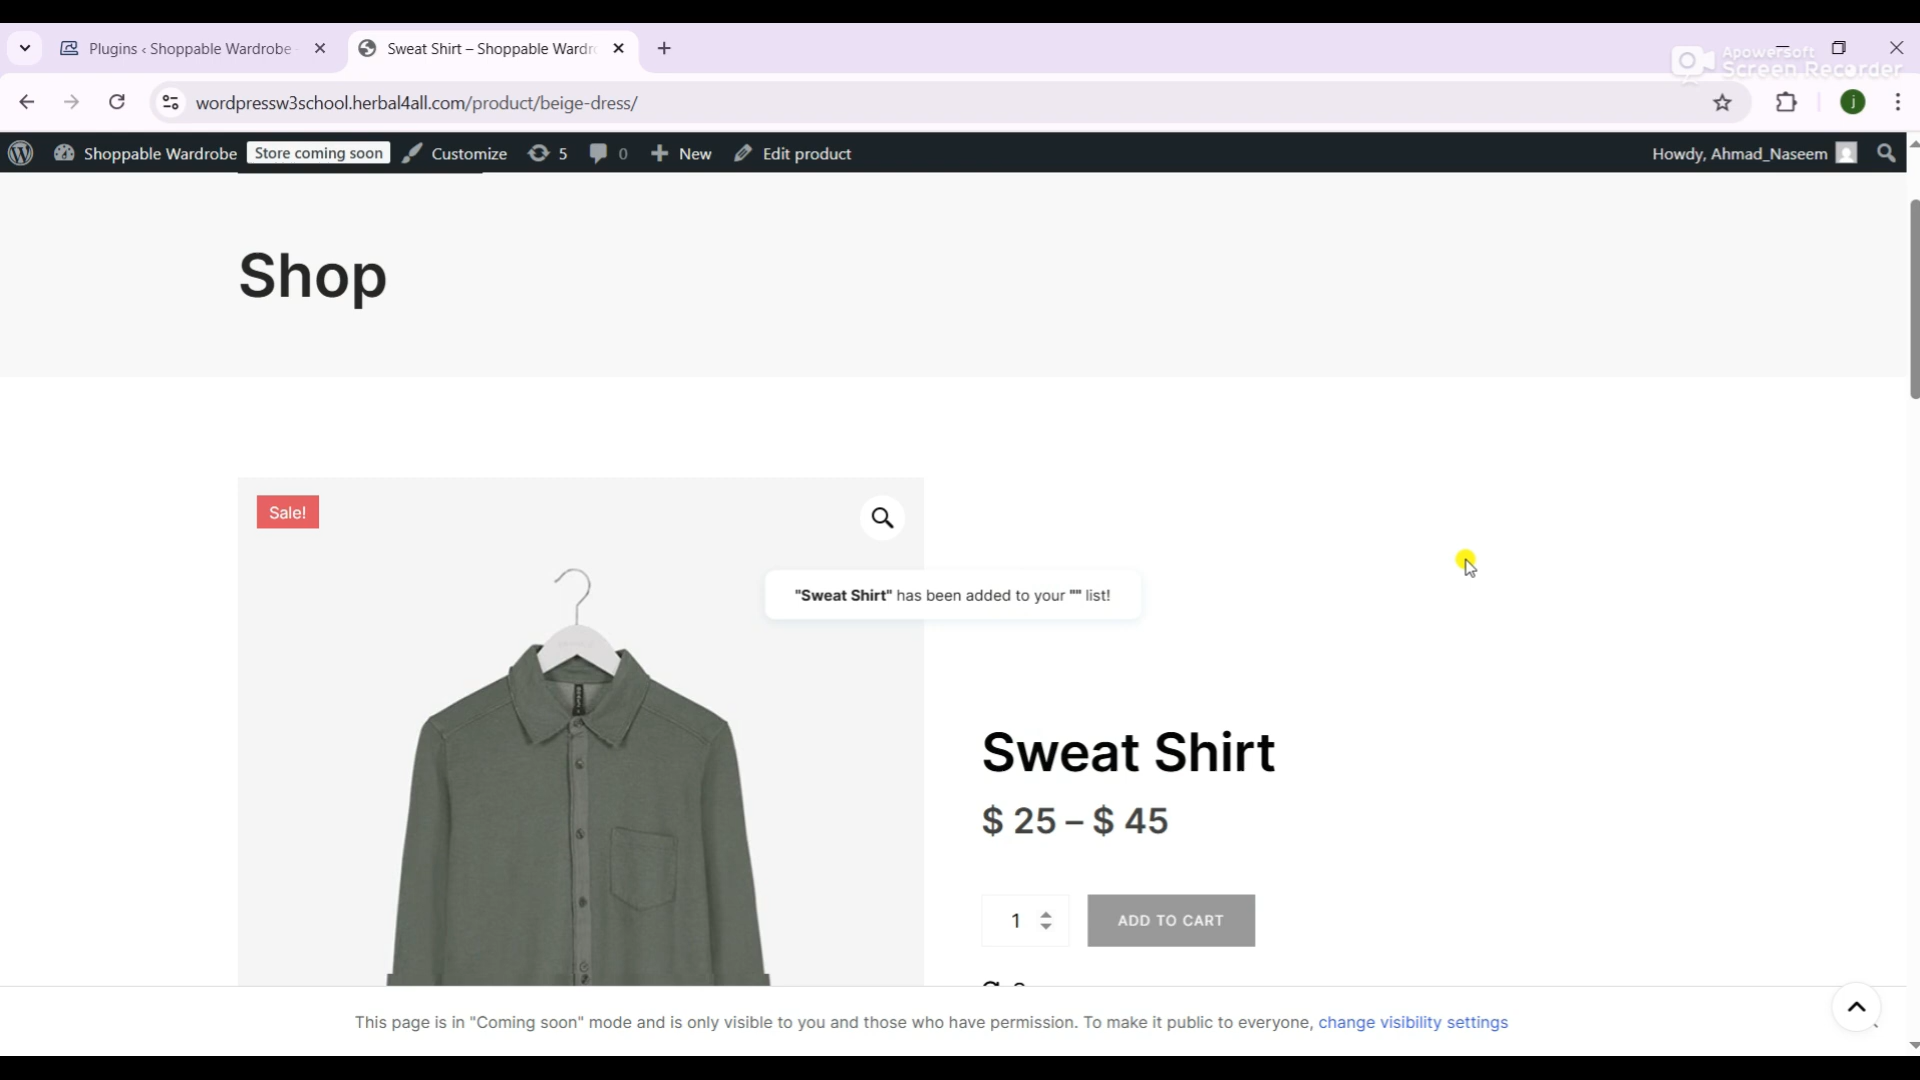 Plugins ‹ Shoppable Wardrobe
Sweat Shirt – Shoppable Wardr
Apowersoft
Screen Recorder
wordpressw3school.herbal4all.com/product/beige-dress/
j
Shoppable Wardrobe
Store coming soon
Customize
5
0
New
Edit product
Howdy, Ahmad_Naseem
Shop
Sale!
"Sweat Shirt" has been added to your "" list!
Sweat Shirt
$ 25 – $ 45
1
ADD TO CART
This page is in "Coming soon" mode and is only visible to you and those who have permission. To make it public to everyone, change visibility settings